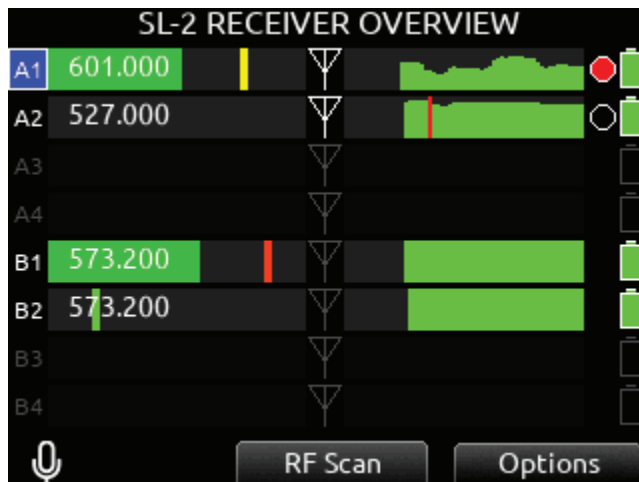 SL-2 RECEIVER OVERVIEW
A1 601.000
A2 527.000
A3
A4
B1 573.200
B2 573.200
B3
B4
RF Scan Options